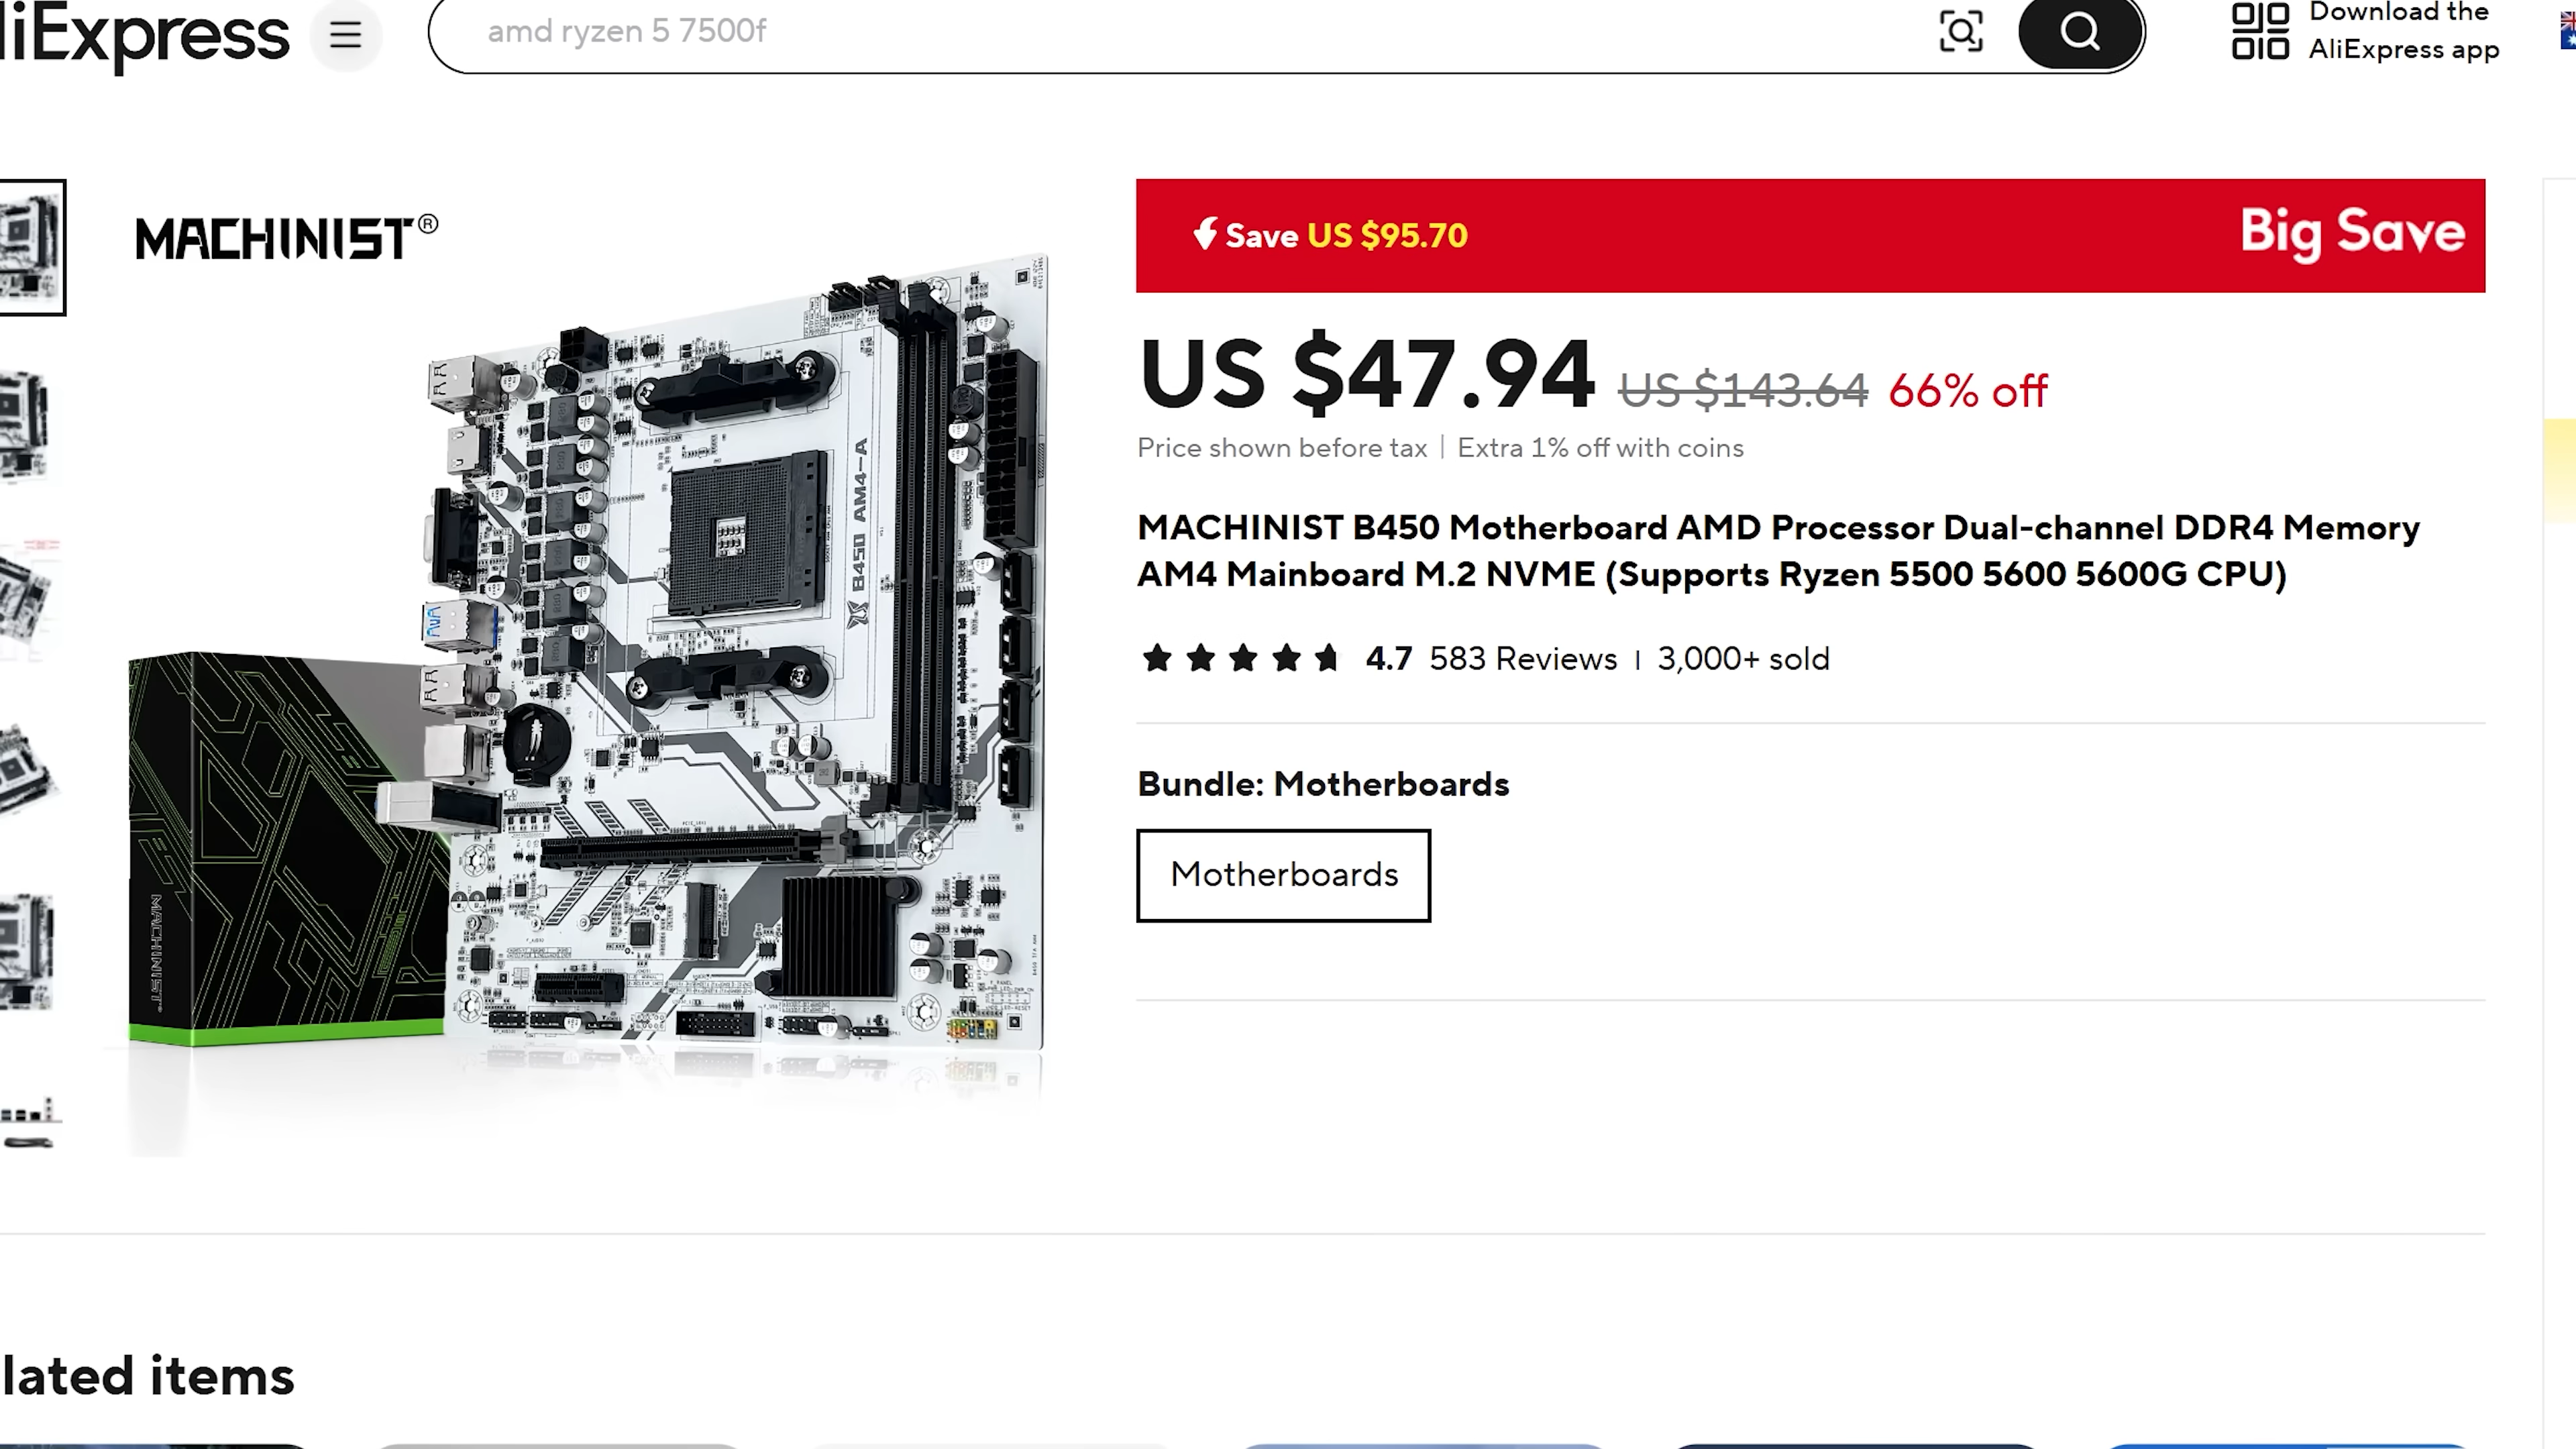 liExpress
amd ryzen 5 7500f
Download the
AliExpress app
MACHINIST®
Save US $95.70
Big Save
US $47.94 US $143.64 66% off
Price shown before tax | Extra 1% off with coins
MACHINIST B450 Motherboard AMD Processor Dual-channel DDR4 Memory
AM4 Mainboard M.2 NVME (Supports Ryzen 5500 5600 5600G CPU)
4.7 583 Reviews | 3,000+ sold
Bundle: Motherboards
Motherboards
B450 AM4-A
MACHINIST
lated items